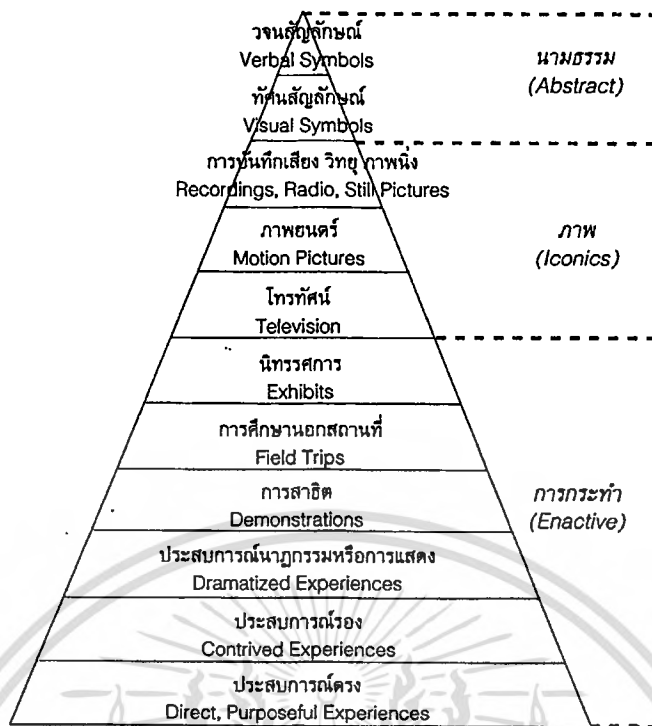 วจนสัญลักษณ์
Verbal Symbols
ทัศนสัญลักษณ์
Visual Symbols
นามธรรม
(Abstract)
การบันทึกเสียง วิทยุ ภาพนิ่ง
Recordings, Radio, Still Pictures
ภาพยนตร์
Motion Pictures
โทรทัศน์
Television
ภาพ
(Iconics)
นิทรรศการ
Exhibits
การศึกษานอกสถานที่
Field Trips
การสาธิต
Demonstrations
ประสบการณ์นาฏกรรมหรือการแสดง
Dramatized Experiences
ประสบการณ์รอง
Contrived Experiences
ประสบการณ์ตรง
Direct, Purposeful Experiences
การกระทำ
(Enactive)